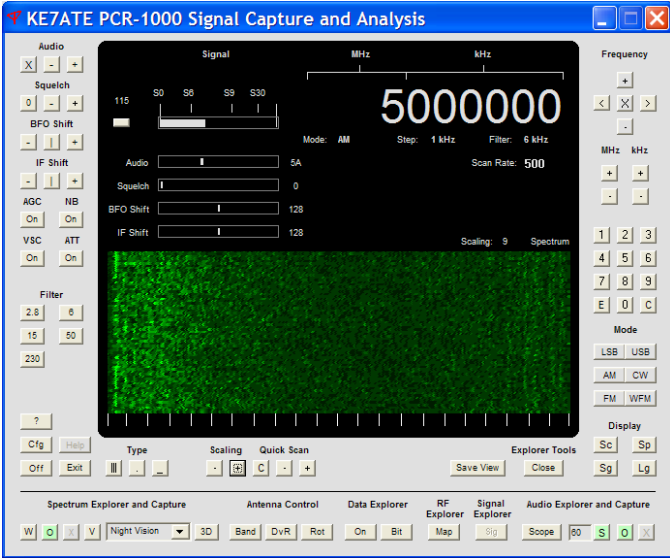 KE7ATE PCR-1000 Signal Capture and Analysis
Audio
X - +
Squelch
0 - +
BFO Shift
- | +
IF Shift
- | +
AGC NB
On On
VSC ATT
On On
Filter
2.8 6
15 50
230
?
Cfg Help
Off Exit
Signal MHz kHz
115 S0 S6 S9 S30
5000000
Mode: AM Step: 1 kHz Filter: 6 kHz
Audio 5A Scan Rate: 500
Squelch 0
BFO Shift 128
IF Shift 128
Scaling: 9 Spectrum
Frequency
+
< X >
-
MHz kHz
+ +
- -
1 2 3
4 5 6
7 8 9
E 0 C
Mode
LSB USB
AM CW
FM WFM
Display
Sc Sp
Sg Lg
Type Scaling Quick Scan Explorer Tools
||| . _ - + C - + Save View Close
Spectrum Explorer and Capture Antenna Control Data Explorer RF Explorer Signal Explorer Audio Explorer and Capture
W O X V Night Vision 3D Band DvR Rot On Bit Map Sig Scope 60 S O X